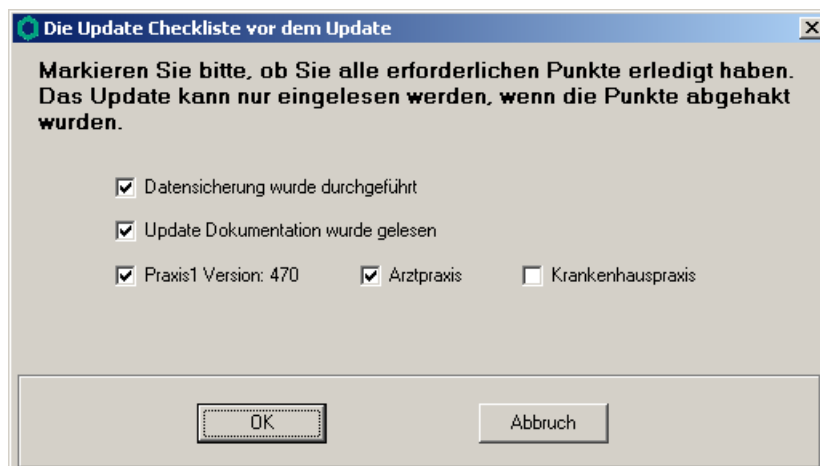 Die Update Checkliste vor dem Update
Markieren Sie bitte, ob Sie alle erforderlichen Punkte erledigt haben.
Das Update kann nur eingelesen werden, wenn die Punkte abgehakt
wurden.
Datensicherung wurde durchgeführt
Update Dokumentation wurde gelesen
Praxis1 Version: 470 Arztpraxis Krankenhauspraxis
OK Abbruch